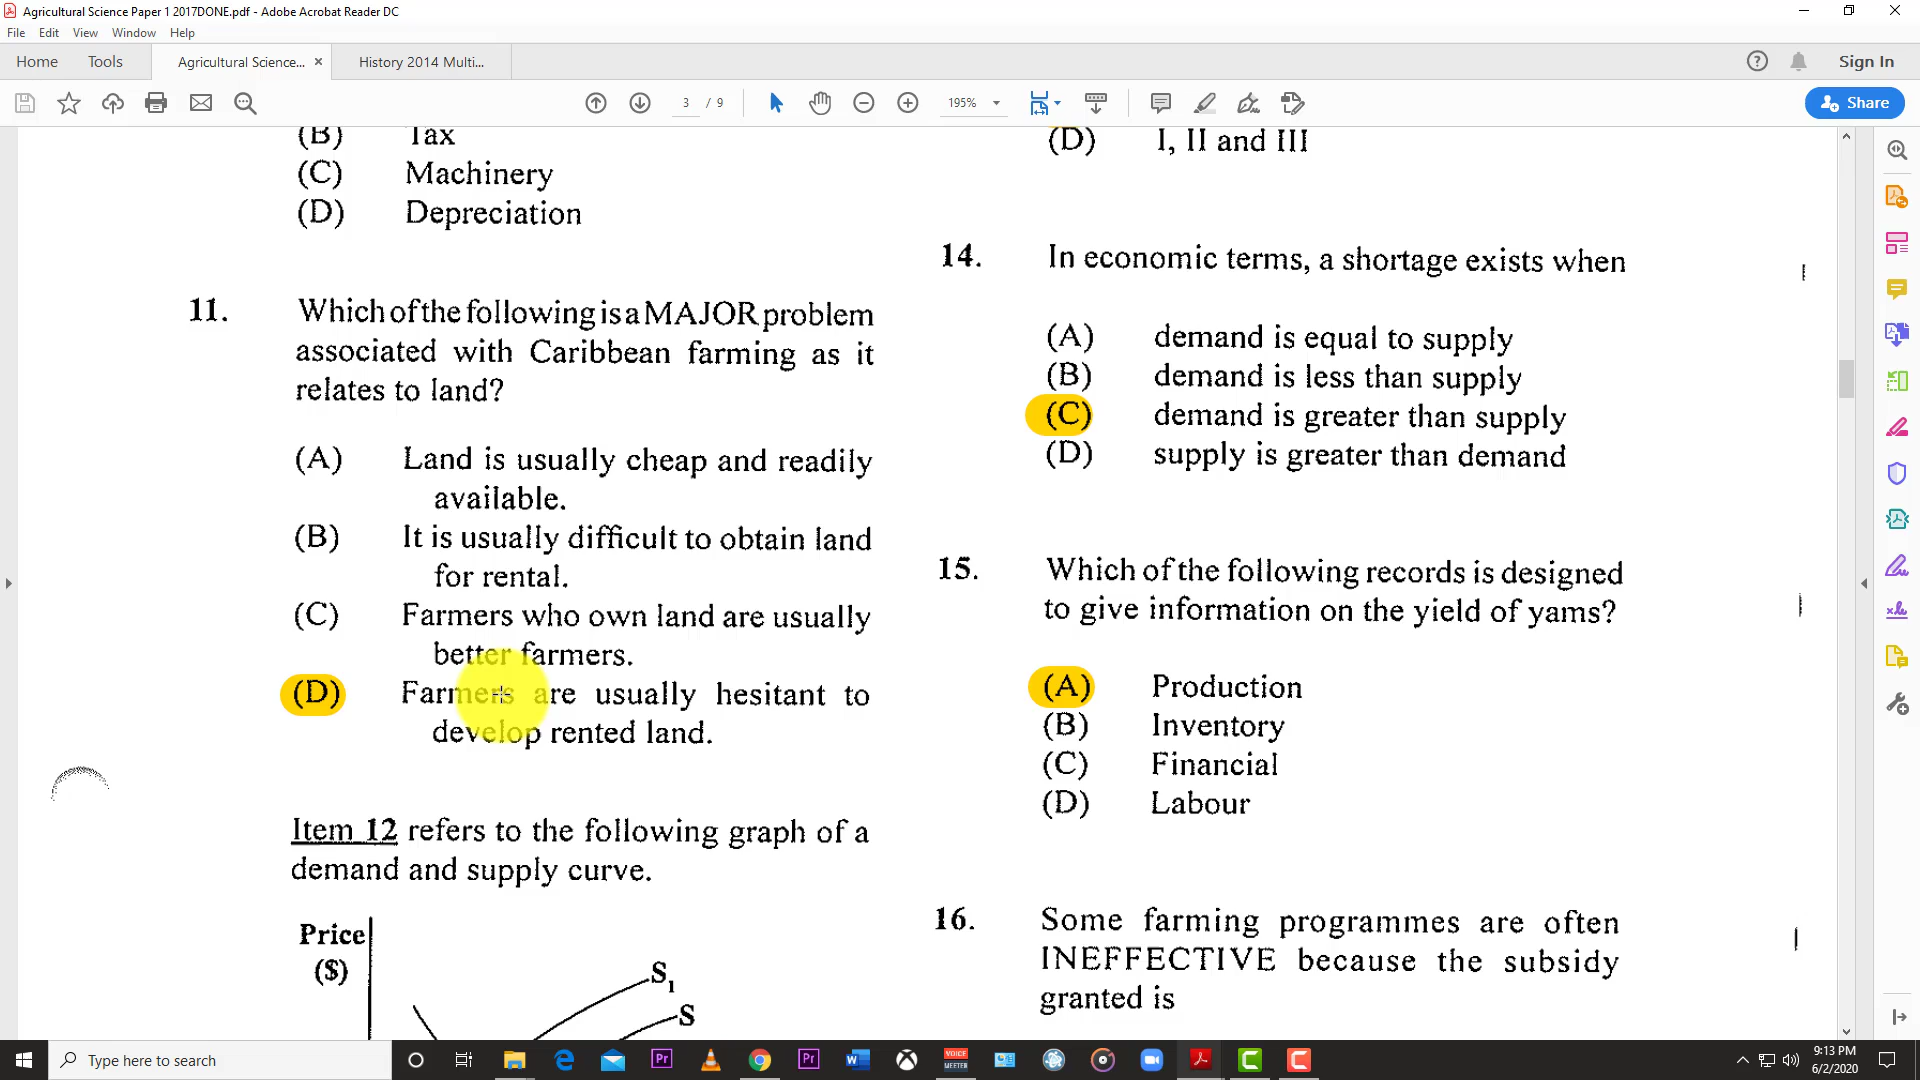 Agricultural Science Paper 1 2017DONE.pdf - Adobe Acrobat Reader DC
File Edit View Window Help
Home Tools Agricultural Science... × History 2014 Multi... Sign In
3 / 9 195% Share
(B) Tax
(C) Machinery
(D) Depreciation
11. Which of the following is a MAJOR problem
associated with Caribbean farming as it
relates to land?
(A) Land is usually cheap and readily
available.
(B) It is usually difficult to obtain land
for rental.
(C) Farmers who own land are usually
better farmers.
(D) Farmers are usually hesitant to
develop rented land.
Item 12 refers to the following graph of a
demand and supply curve.
Price
($)
S1
S
(D) I, II and III
14. In economic terms, a shortage exists when
(A) demand is equal to supply
(B) demand is less than supply
(C) demand is greater than supply
(D) supply is greater than demand
15. Which of the following records is designed
to give information on the yield of yams?
(A) Production
(B) Inventory
(C) Financial
(D) Labour
16. Some farming programmes are often
INEFFECTIVE because the subsidy
granted is
Type here to search
Pr
Pr
VOICE
MEETER
9:13 PM
6/2/2020